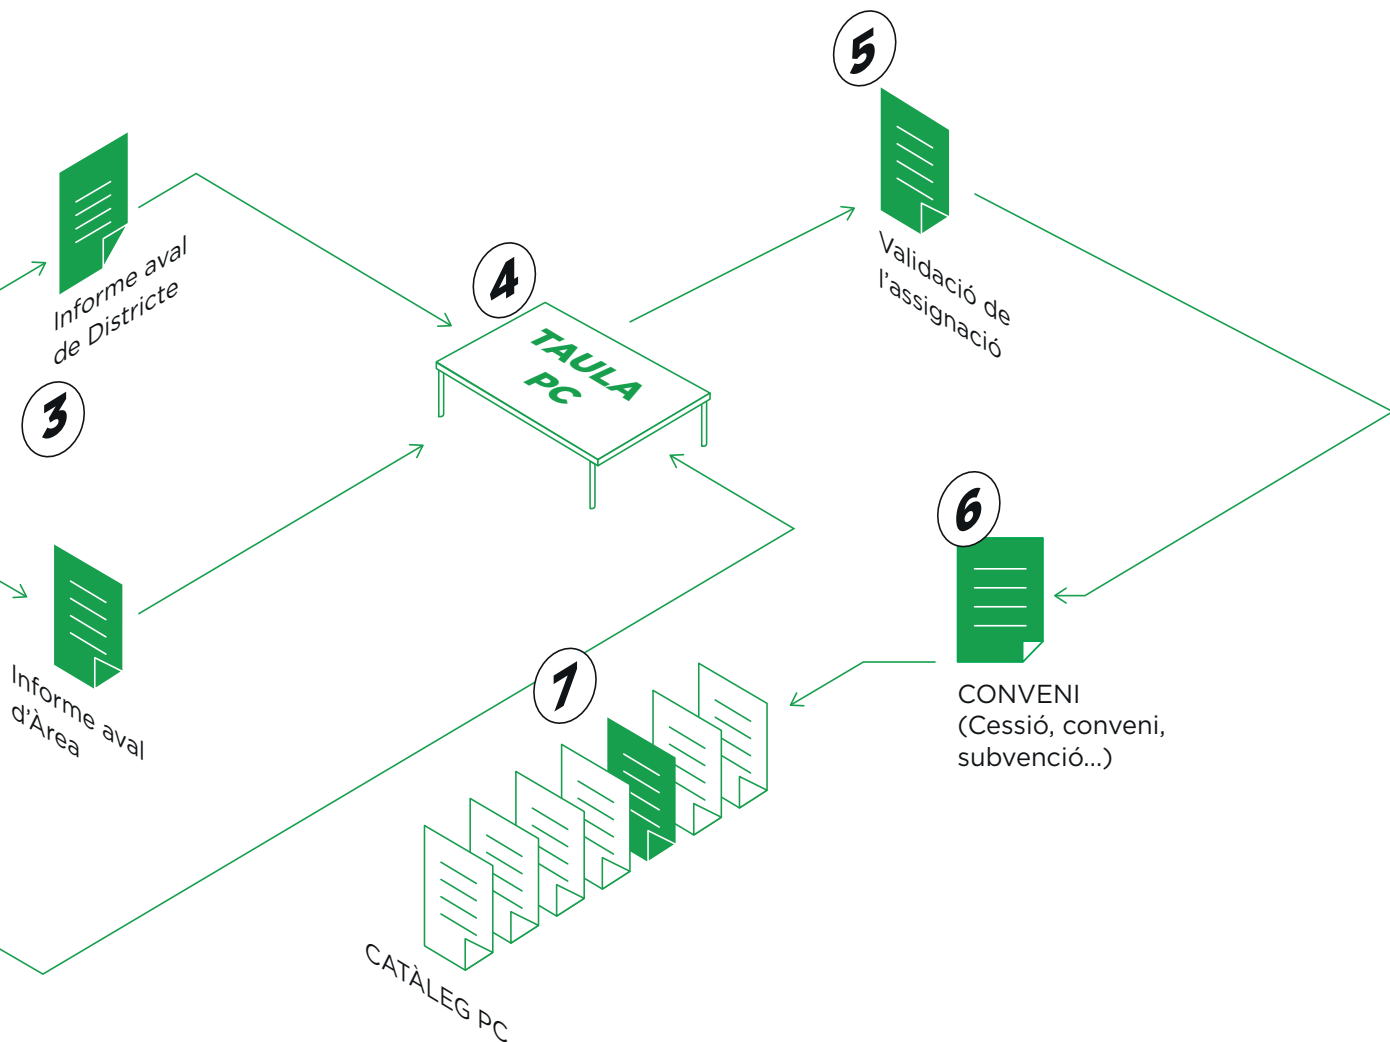 5
Informe aval
de Districte
4
TAULA
PC
Validació de
l'assignació
3
6
Informe aval
d'Àrea
7
CONVENI
(Cessió, conveni,
subvenció...)
CATÀLEG PC